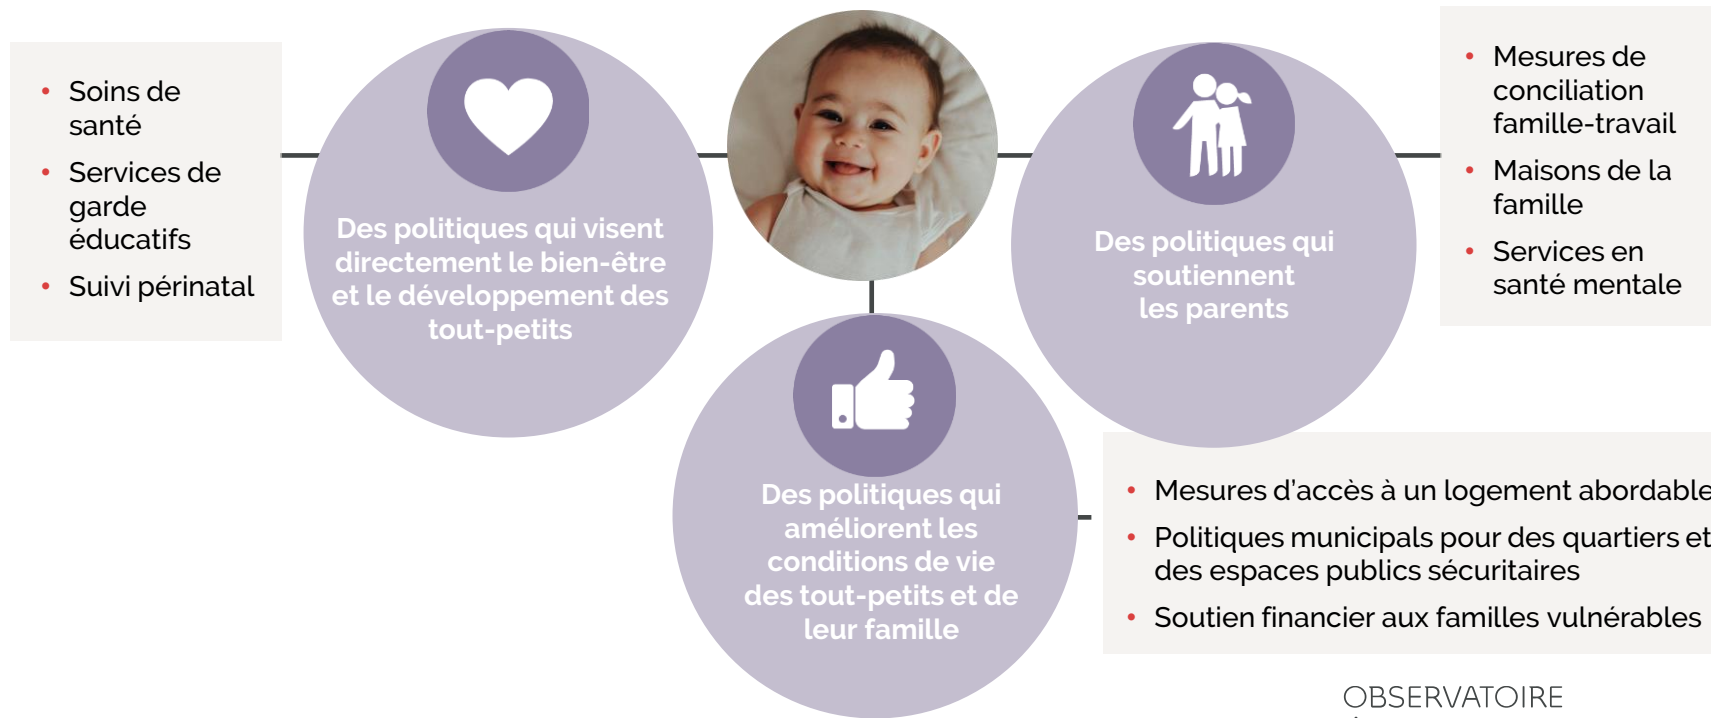 • Soins de
santé
• Services de
garde
éducatifs
• Suivi périnatal
Des politiques qui visent
directement le bien-être
et le développement des
tout-petits
Des politiques qui
soutiennent
les parents
• Mesures de
conciliation
famille-travail
• Maisons de la
famille
• Services en
santé mentale
Des politiques qui
améliorent les
conditions de vie
des tout-petits et de
leur famille
• Mesures d’accès à un logement abordable
• Politiques municipals pour des quartiers et
des espaces publics sécuritaires
• Soutien financier aux familles vulnérables
OBSERVATOIRE